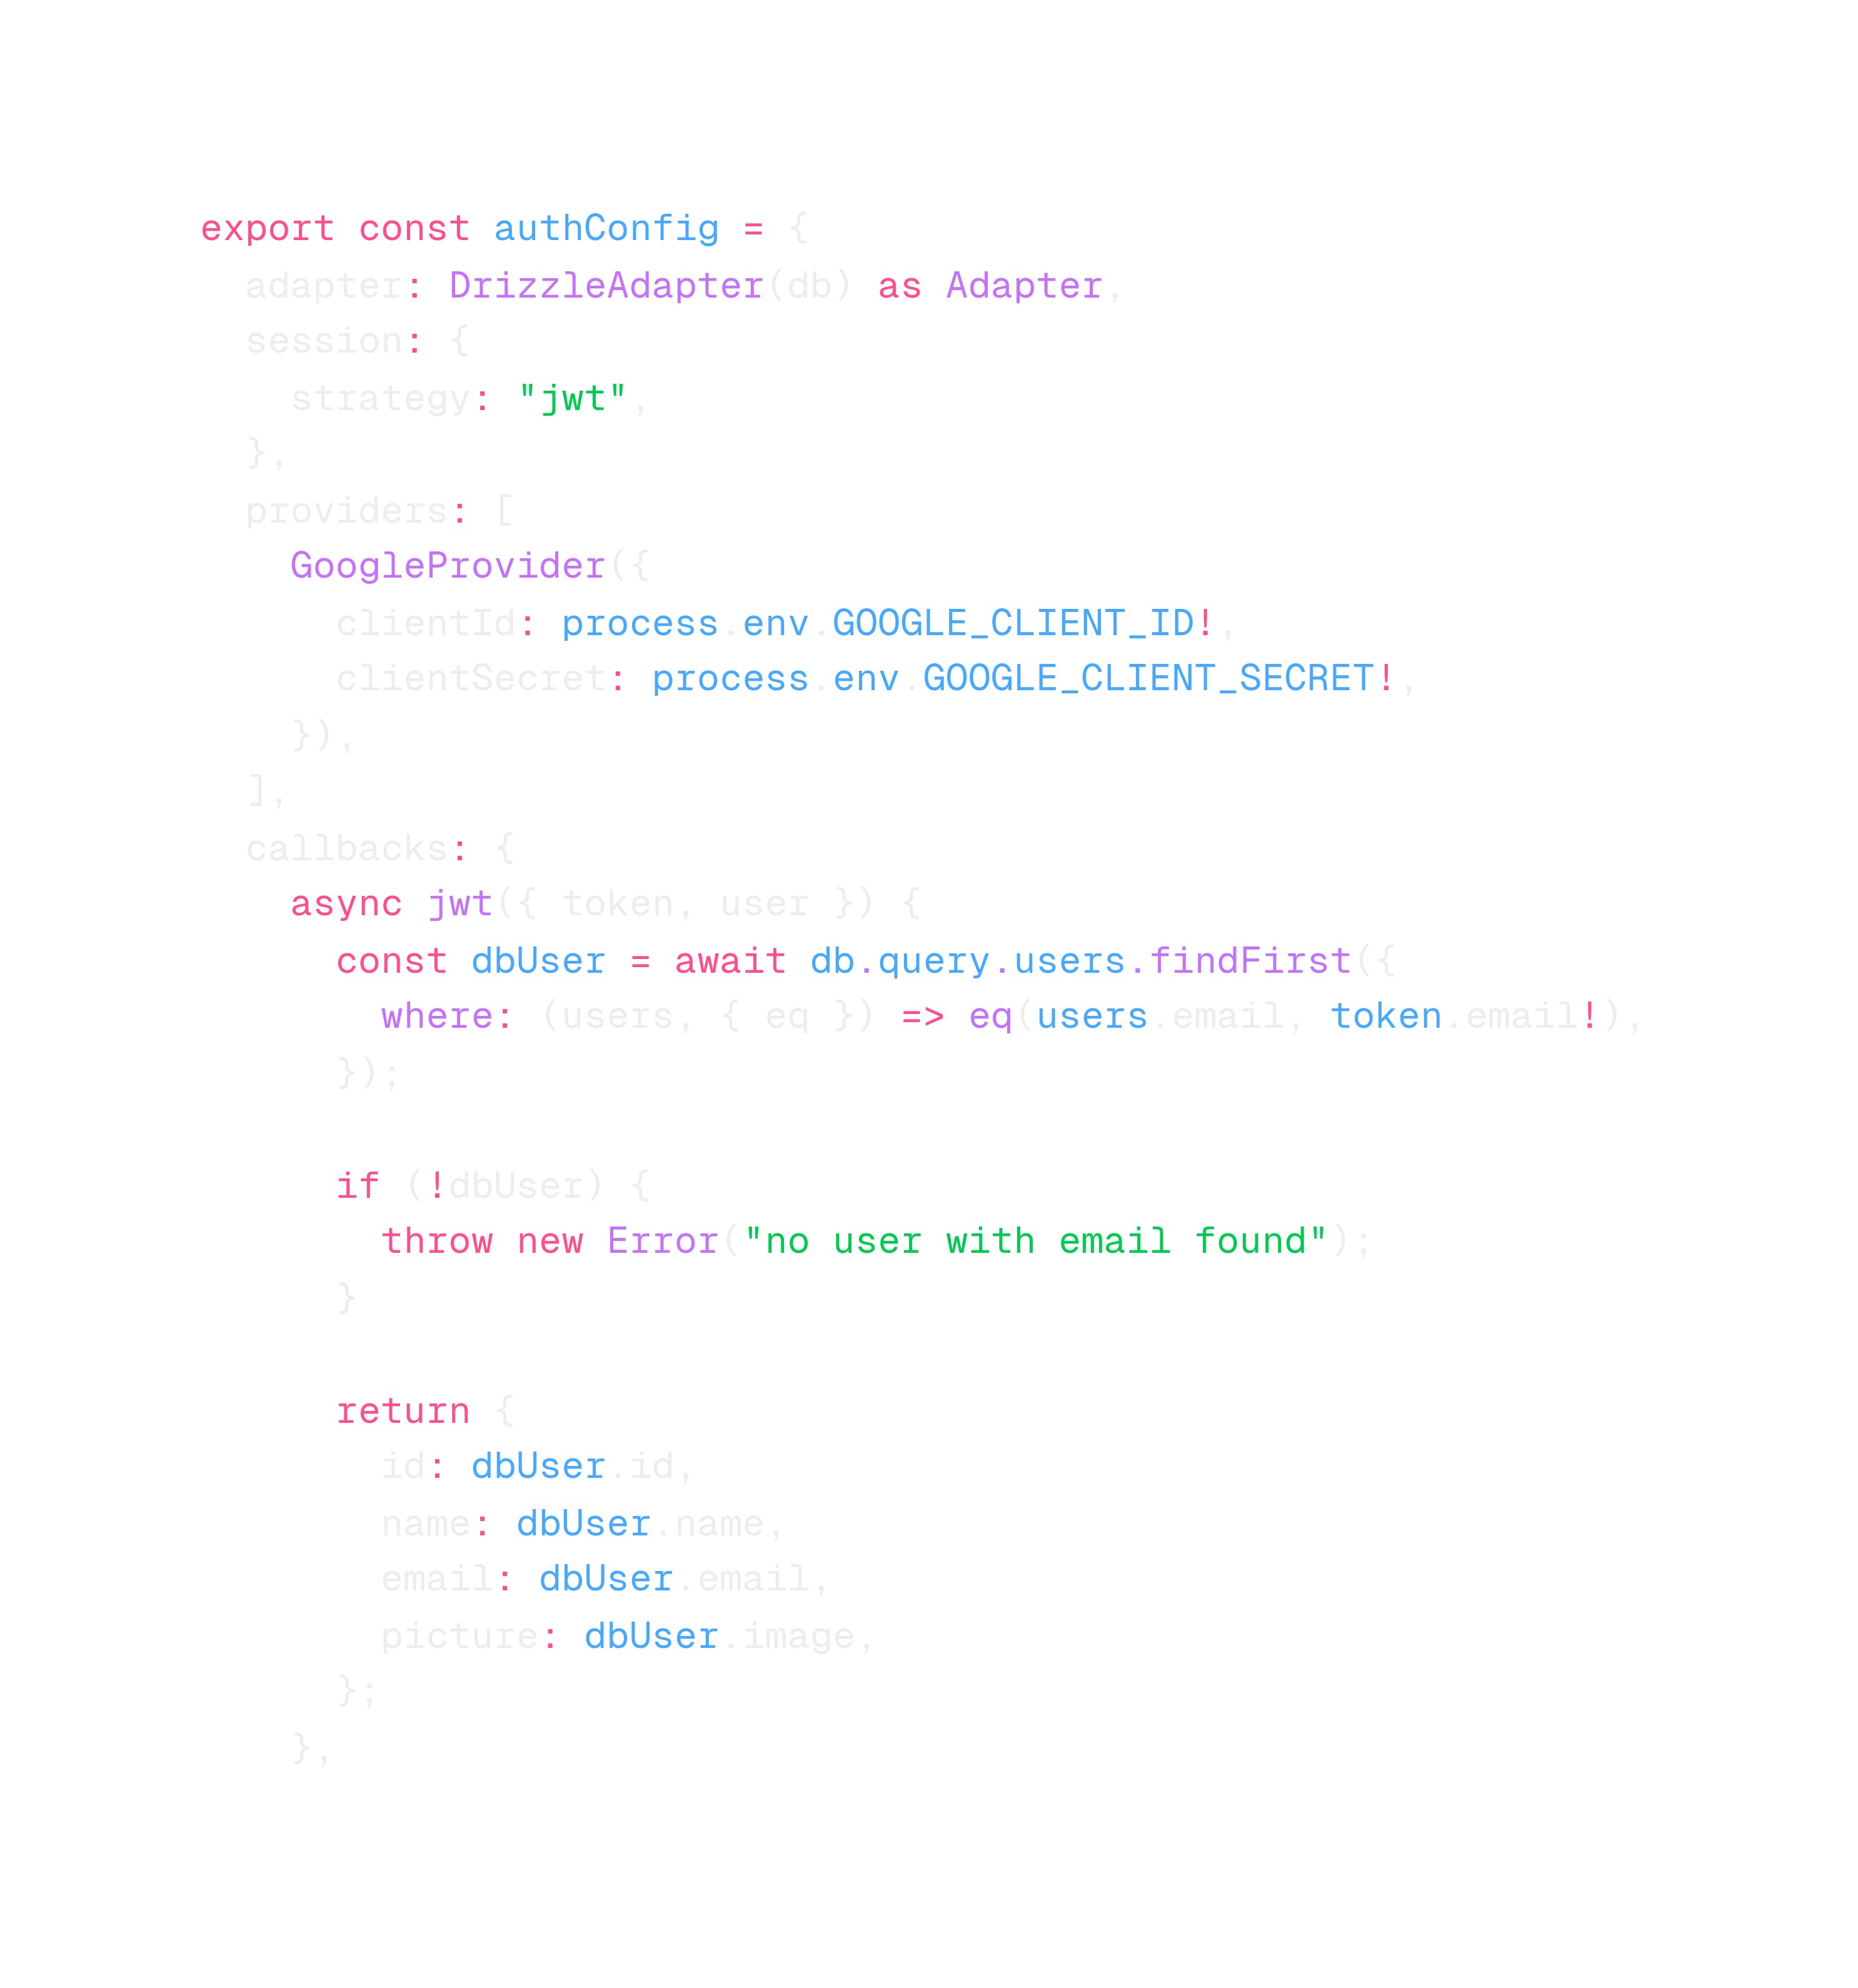 export const authConfig = {
  adapter: DrizzleAdapter(db) as Adapter,
  session: {
    strategy: "jwt",
  },
  providers: [
    GoogleProvider({
      clientId: process.env.GOOGLE_CLIENT_ID!,
      clientSecret: process.env.GOOGLE_CLIENT_SECRET!,
    }),
  ],
  callbacks: {
    async jwt({ token, user }) {
      const dbUser = await db.query.users.findFirst({
        where: (users, { eq }) => eq(users.email, token.email!),
      });

      if (!dbUser) {
        throw new Error("no user with email found");
      }

      return {
        id: dbUser.id,
        name: dbUser.name,
        email: dbUser.email,
        picture: dbUser.image,
      };
    },